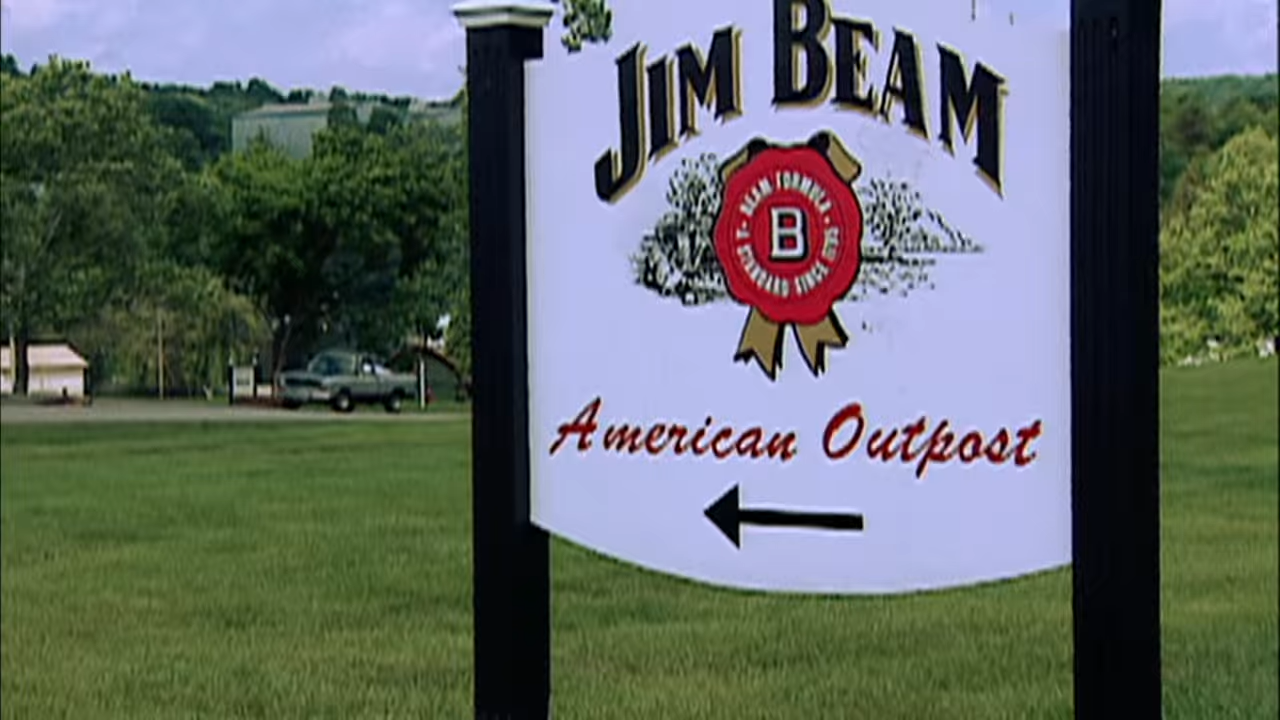 JIM BEAM
BEAM FORMULA
B
A STANDARD SINCE 1795
American Outpost